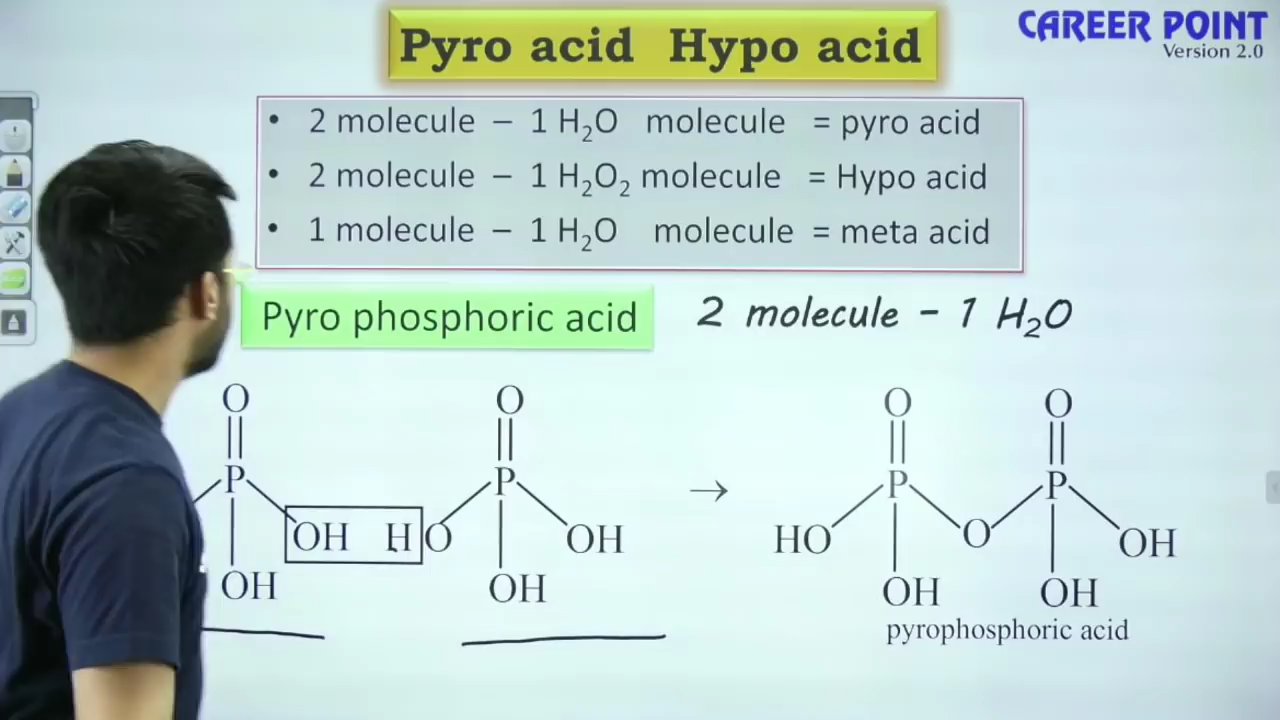 Pyro acid Hypo acid
CAREER POINT
Version 2.0
• 2 molecule – 1 H₂O molecule = pyro acid
• 2 molecule – 1 H₂O₂ molecule = Hypo acid
• 1 molecule – 1 H₂O molecule = meta acid
Pyro phosphoric acid 2 molecule - 1 H₂O
O O O O
P P → P P
OH HO OH HO O OH
OH OH OH OH
pyrophosphoric acid